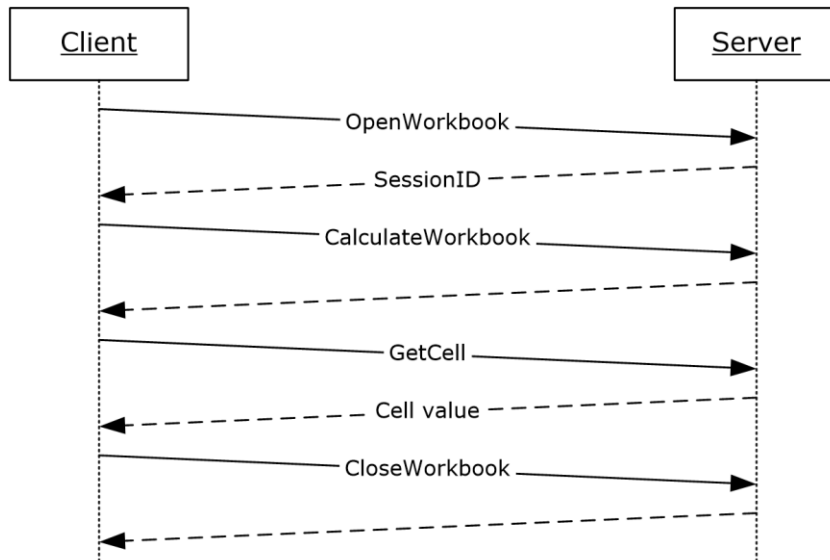 Client
Server
OpenWorkbook
SessionID
CalculateWorkbook
GetCell
Cell value
CloseWorkbook